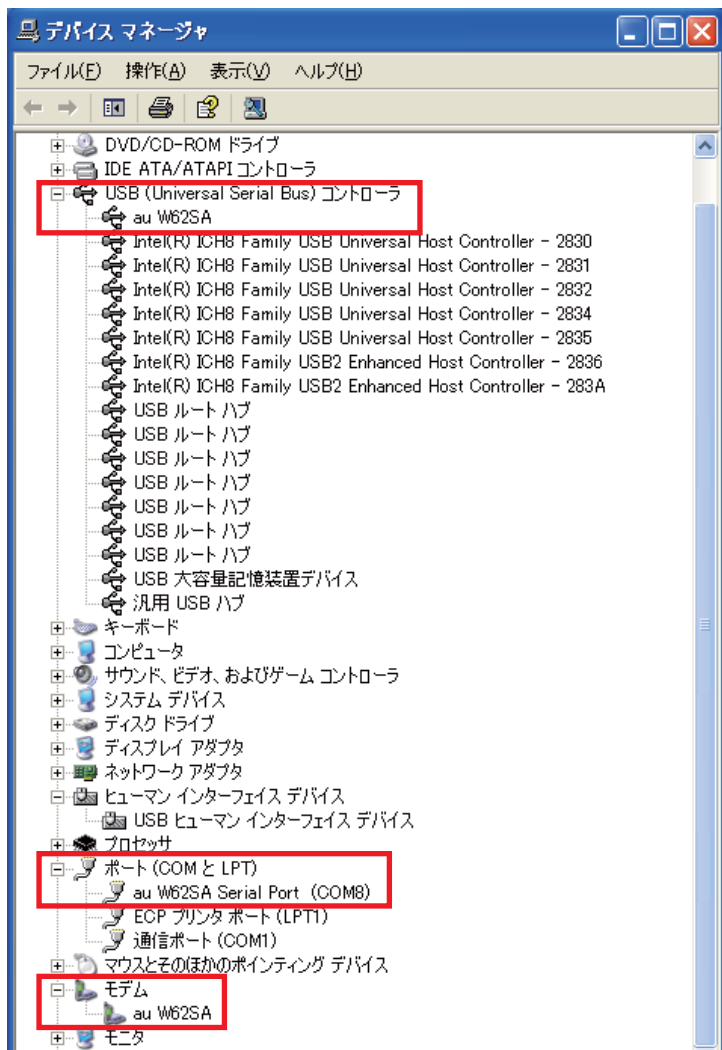 デバイス マネージャ
ファイル(F) 操作(A) 表示(V) ヘルプ(H)
DVD/CD-ROM ドライブ
IDE ATA/ATAPI コントローラ
USB (Universal Serial Bus) コントローラ
au W62SA
Intel(R) ICH8 Family USB Universal Host Controller - 2830
Intel(R) ICH8 Family USB Universal Host Controller - 2831
Intel(R) ICH8 Family USB Universal Host Controller - 2832
Intel(R) ICH8 Family USB Universal Host Controller - 2834
Intel(R) ICH8 Family USB Universal Host Controller - 2835
Intel(R) ICH8 Family USB2 Enhanced Host Controller - 2836
Intel(R) ICH8 Family USB2 Enhanced Host Controller - 283A
USB ルート ハブ
USB ルート ハブ
USB ルート ハブ
USB ルート ハブ
USB ルート ハブ
USB ルート ハブ
USB ルート ハブ
USB 大容量記憶装置デバイス
汎用 USB ハブ
キーボード
コンピュータ
サウンド、ビデオ、およびゲーム コントローラ
システム デバイス
ディスク ドライブ
ディスプレイ アダプタ
ネットワーク アダプタ
ヒューマン インターフェイス デバイス
USB ヒューマン インターフェイス デバイス
プロセッサ
ポート (COM と LPT)
au W62SA Serial Port (COM8)
ECP プリンタ ポート (LPT1)
通信ポート (COM1)
マウスとそのほかのポインティング デバイス
モデム
au W62SA
モニタ